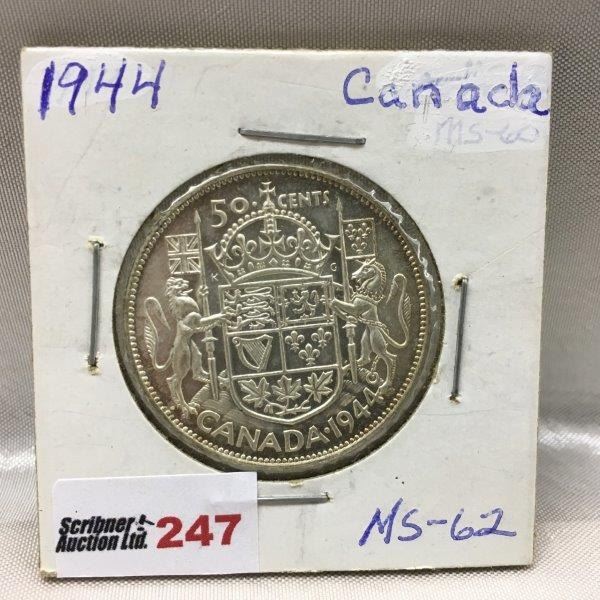 1944 Canada
MS-60
50 CENTS
K G
CANADA·1944
Scribner
Auction Ltd. 247
MS-62